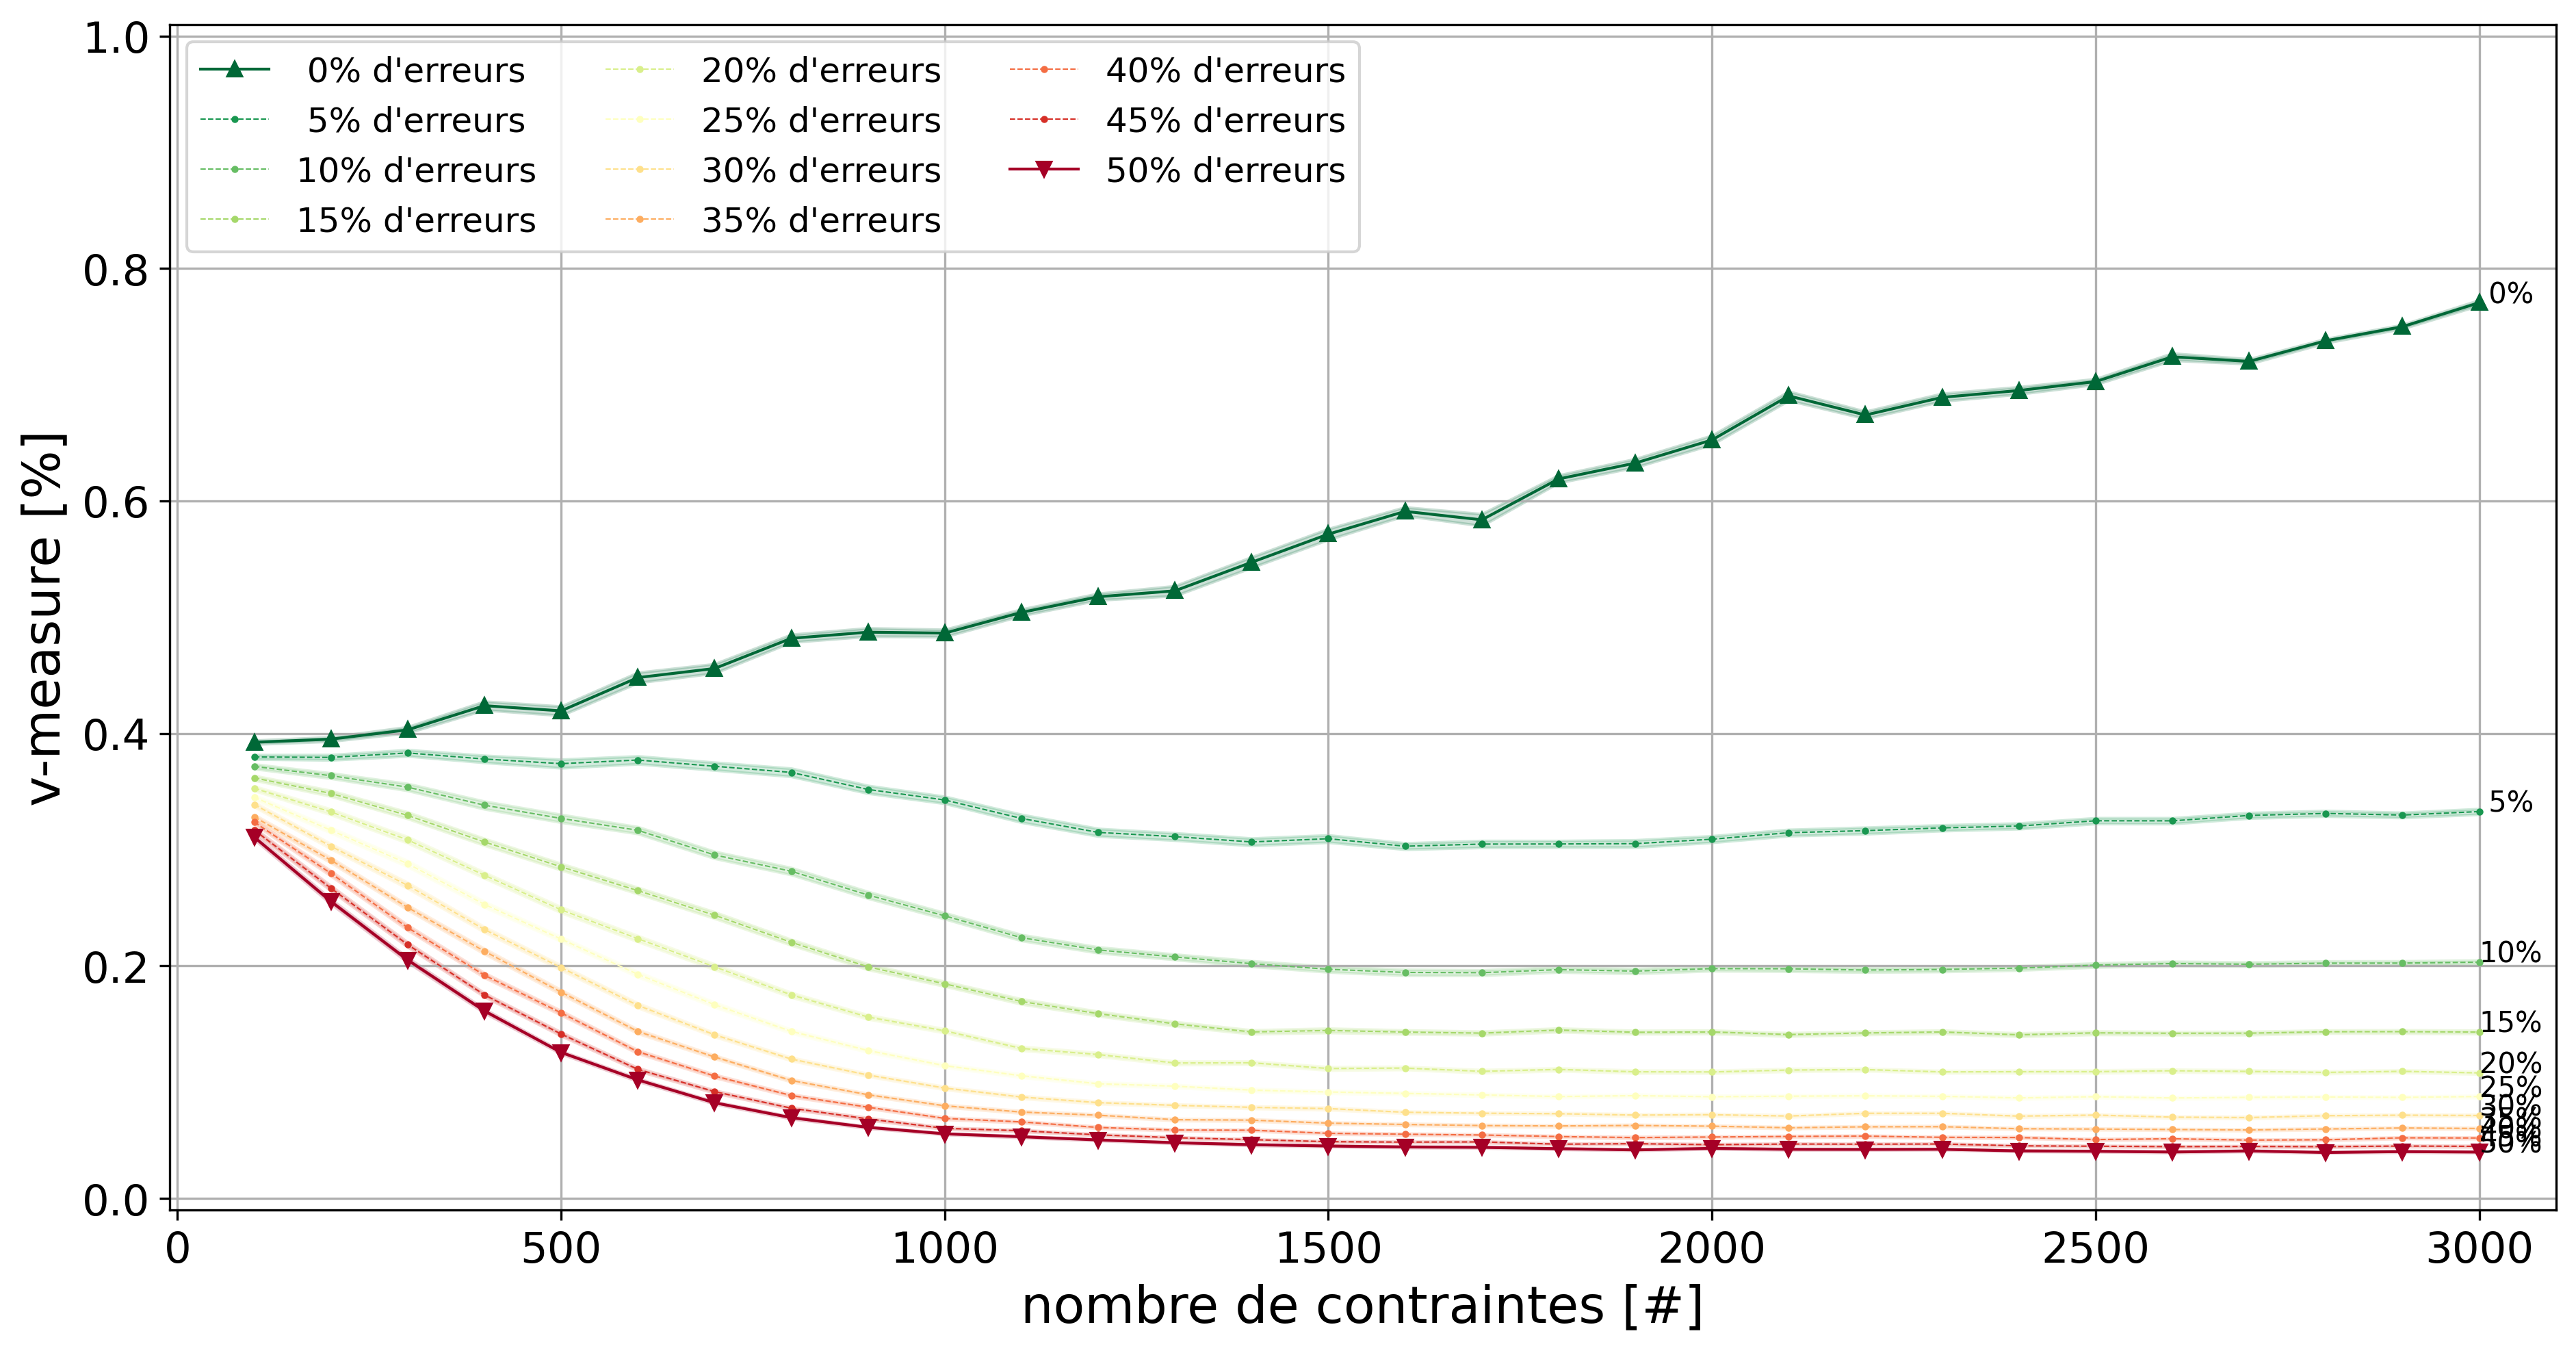 1.0
0.8
0.6
0.4
0.2
0.0
v-measure [%]
0% d'erreurs
5% d'erreurs
10% d'erreurs
15% d'erreurs
20% d'erreurs
25% d'erreurs
30% d'erreurs
35% d'erreurs
40% d'erreurs
45% d'erreurs
50% d'erreurs
0%
5%
10%
15%
20%
25%
30%
50%
0 500 1000 1500 2000 2500 3000
nombre de contraintes [#]